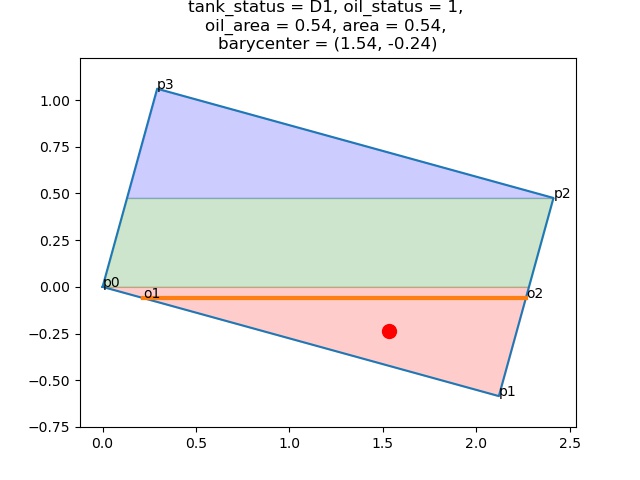 tank_status = D1, oil_status = 1,
oil_area = 0.54, area = 0.54,
barycenter = (1.54, -0.24)
p3
1.00
0.75
0.50
p2
0.25
0.00
p0
o1
o2
−0.25
−0.50
p1
−0.75
0.0
0.5
1.0
1.5
2.0
2.5